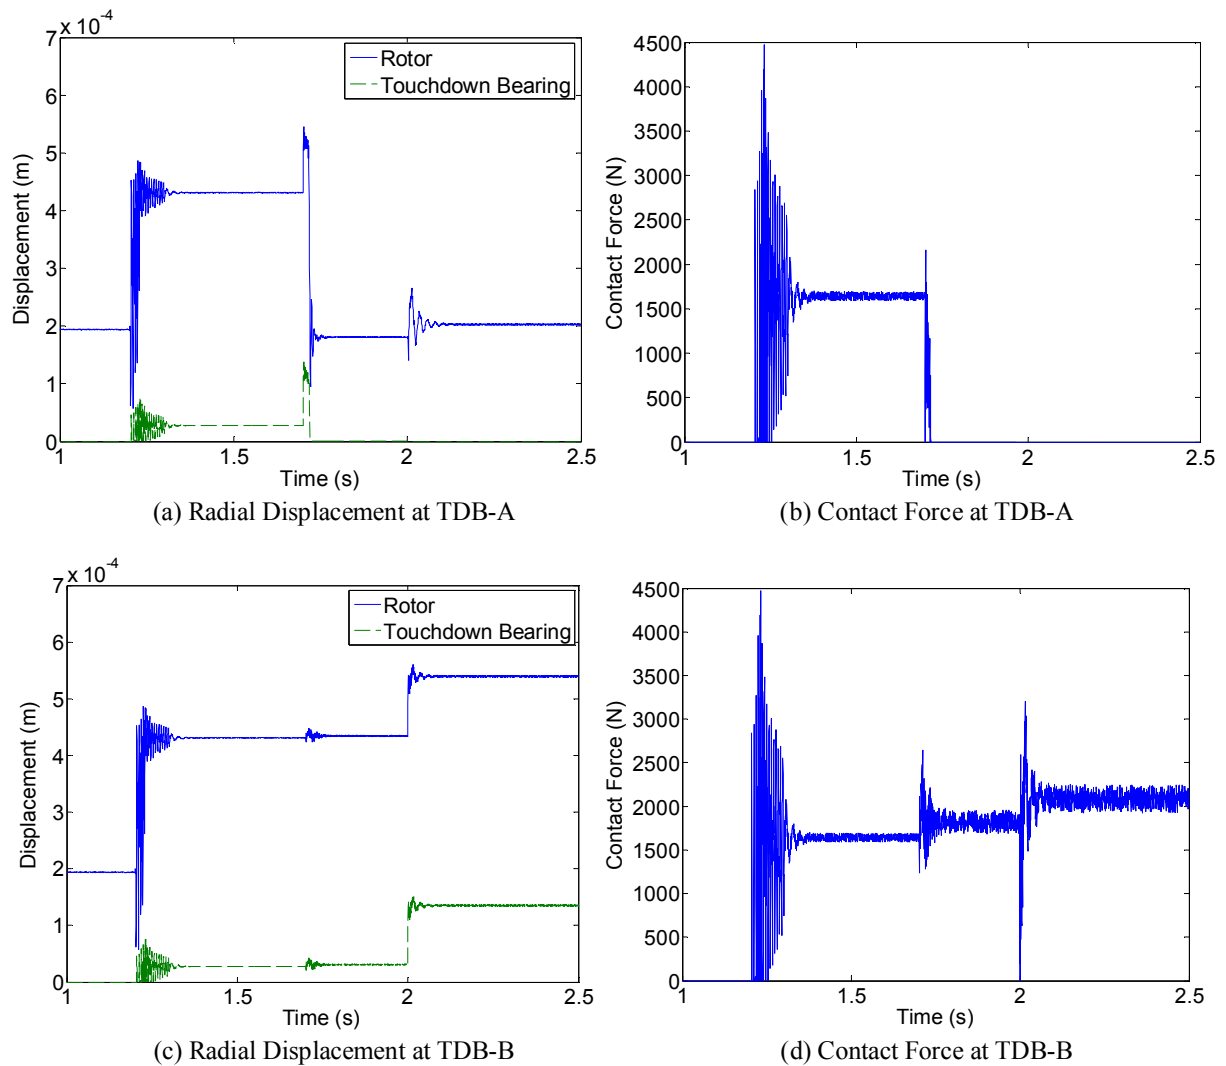 7 x 10-4
Rotor
Touchdown Bearing
6
5
4
3
2
1
0
Displacement (m)
1 1.5 2 2.5
Time (s)
(a) Radial Displacement at TDB-A
4500
4000
3500
3000
2500
2000
1500
1000
500
0
Contact Force (N)
1 1.5 2 2.5
Time (s)
(b) Contact Force at TDB-A
7 x 10-4
Rotor
Touchdown Bearing
6
5
4
3
2
1
0
Displacement (m)
1 1.5 2 2.5
Time (s)
(c) Radial Displacement at TDB-B
4500
4000
3500
3000
2500
2000
1500
1000
500
0
Contact Force (N)
1 1.5 2 2.5
Time (s)
(d) Contact Force at TDB-B